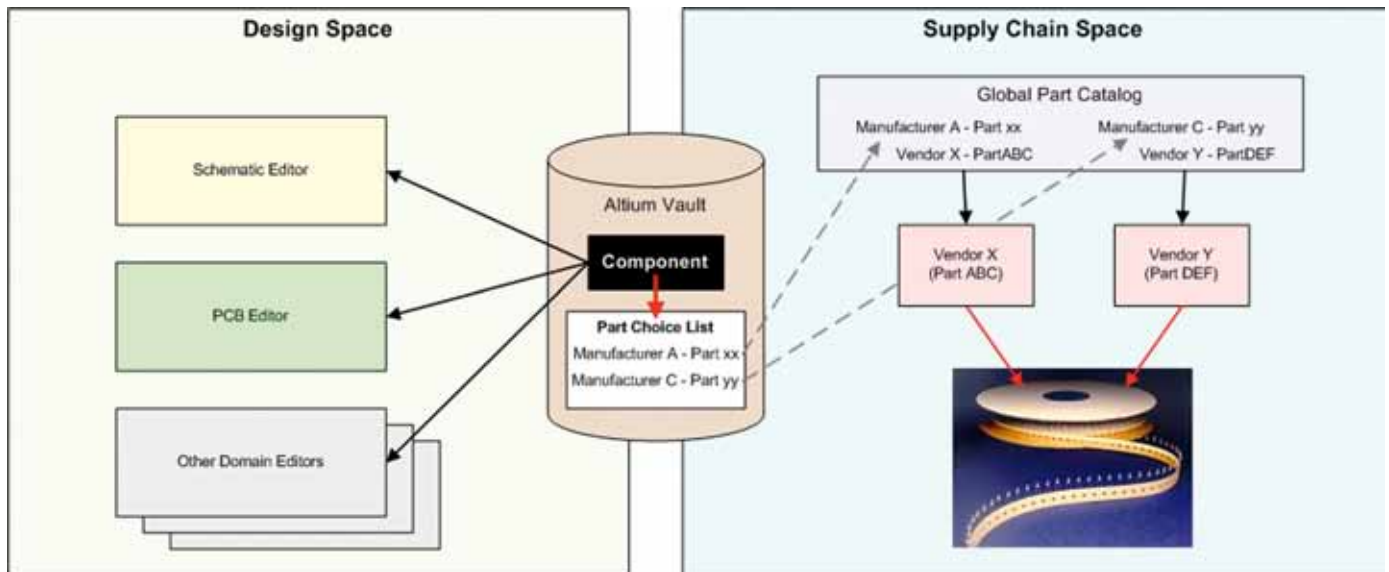 Design Space
Schematic Editor
PCB Editor
Other Domain Editors
Altium Vault
Component
Part Choice List
Manufacturer A - Part xx
Manufacturer C - Part yy
Supply Chain Space
Global Part Catalog
Manufacturer A - Part xx
Vendor X - PartABC
Manufacturer C - Part yy
Vendor Y - PartDEF
Vendor X
(Part ABC)
Vendor Y
(Part DEF)